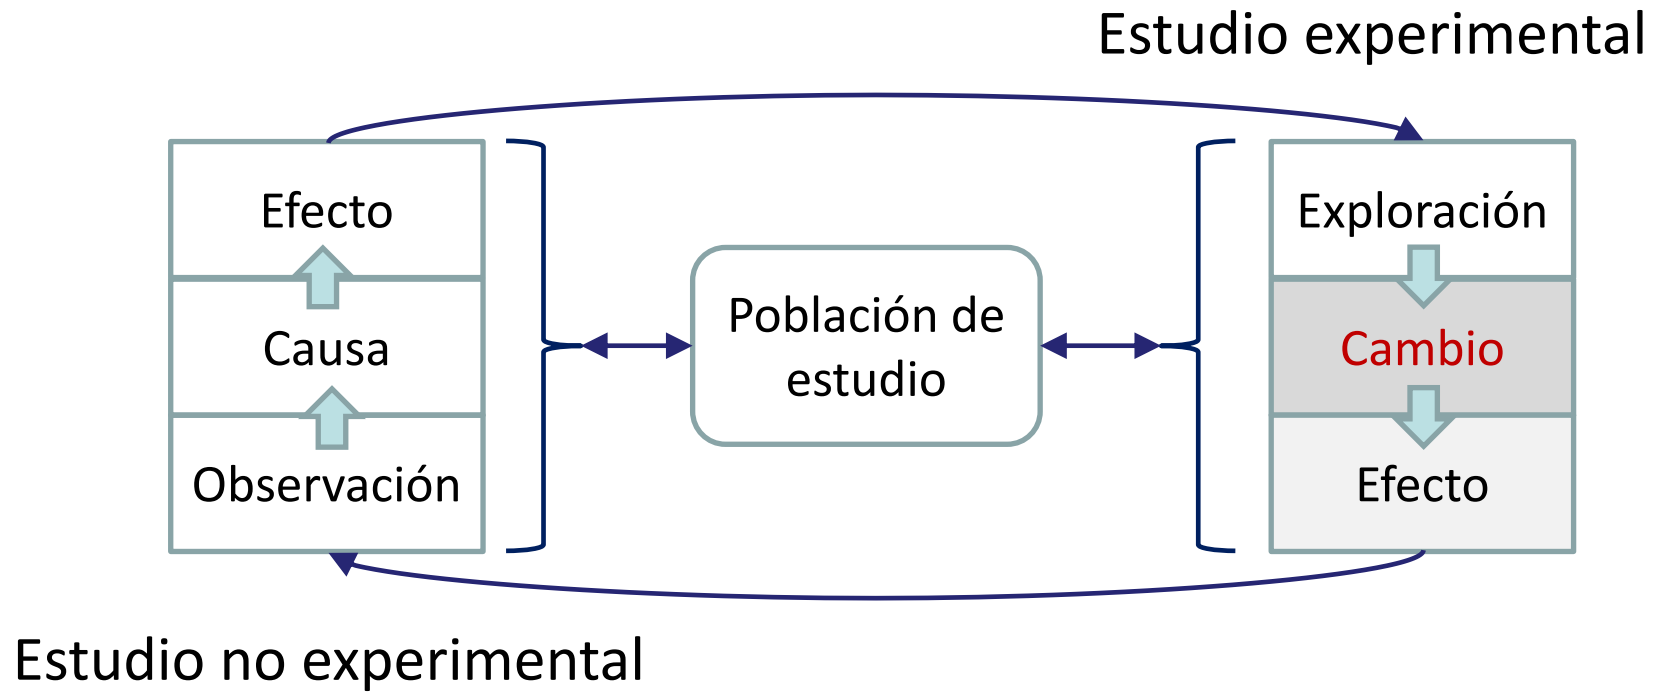 Estudio experimental
Efecto
Causa
Observación
Población de
estudio
Exploración
Cambio
Efecto
Estudio no experimental